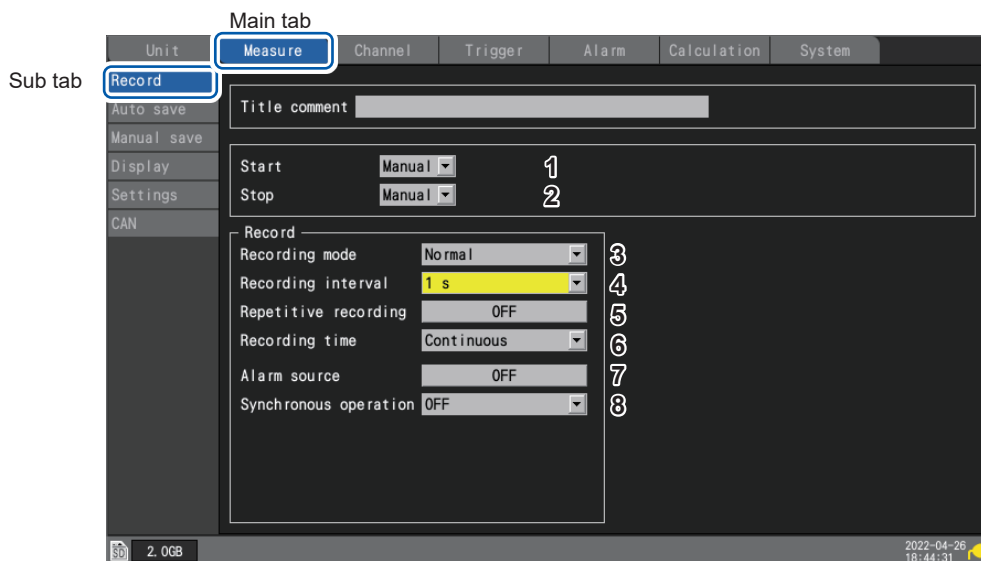 Main tab
Unit Measure Channel Trigger Alarm Calculation System
Sub tab
Record
Auto save
Manual save
Display
Settings
CAN
Title comment
Start Manual 1
Stop Manual 2
Record
Recording mode Normal 3
Recording interval 1 s 4
Repetitive recording OFF 5
Recording time Continuous 6
Alarm source OFF 7
Synchronous operation OFF 8
SD 2.0GB
2022-04-26
18:44:31